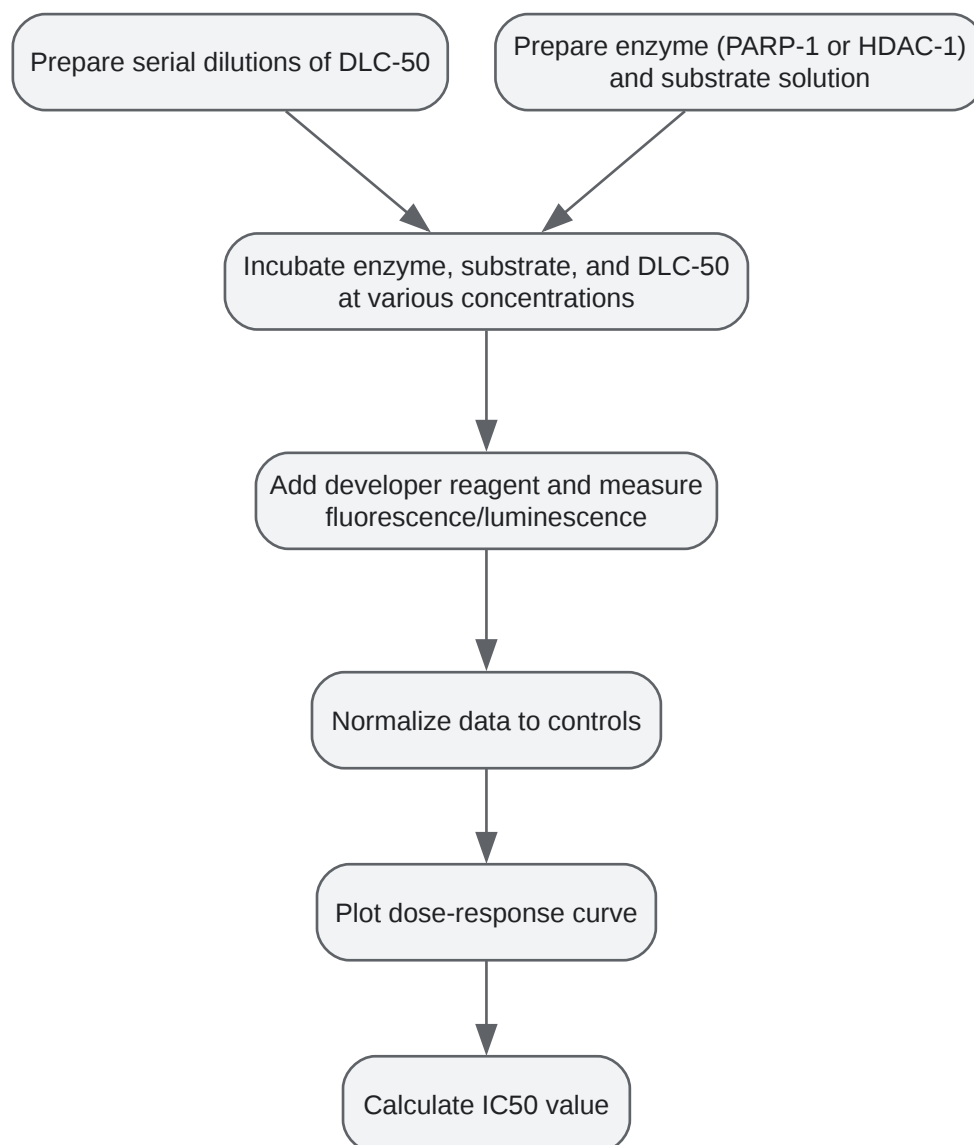 Prepare serial dilutions of DLC-50
Prepare enzyme (PARP-1 or HDAC-1)
and substrate solution
Incubate enzyme, substrate, and DLC-50
at various concentrations
Add developer reagent and measure
fluorescence/luminescence
Normalize data to controls
Plot dose-response curve
Calculate IC50 value